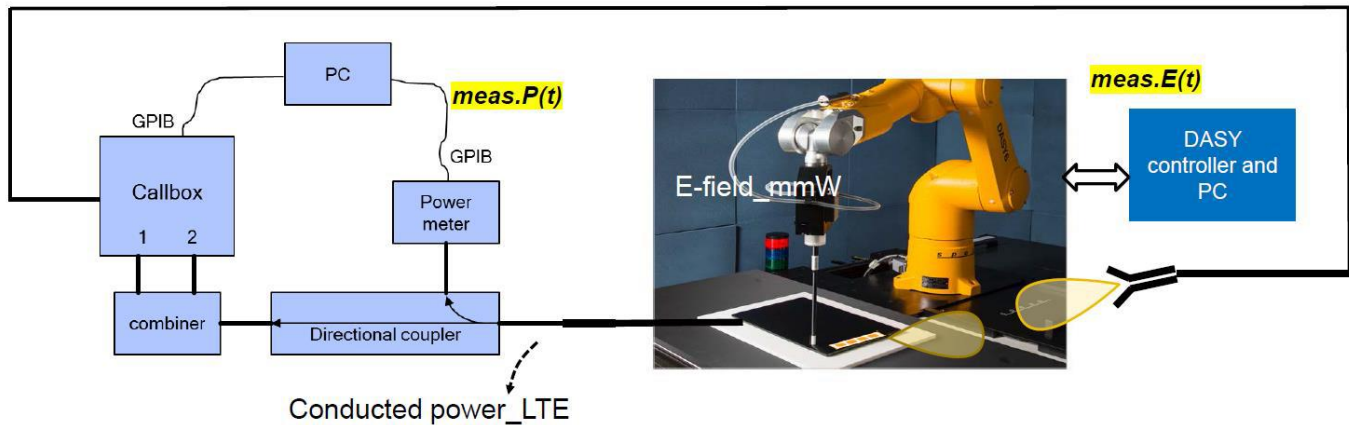 PC
meas.P(t)
meas.E(t)
GPIB
GPIB
Callbox
1 2
Power
meter
DASY6
E-field_mmW
DASY
controller and
PC
combiner
Directional coupler
Conducted power_LTE